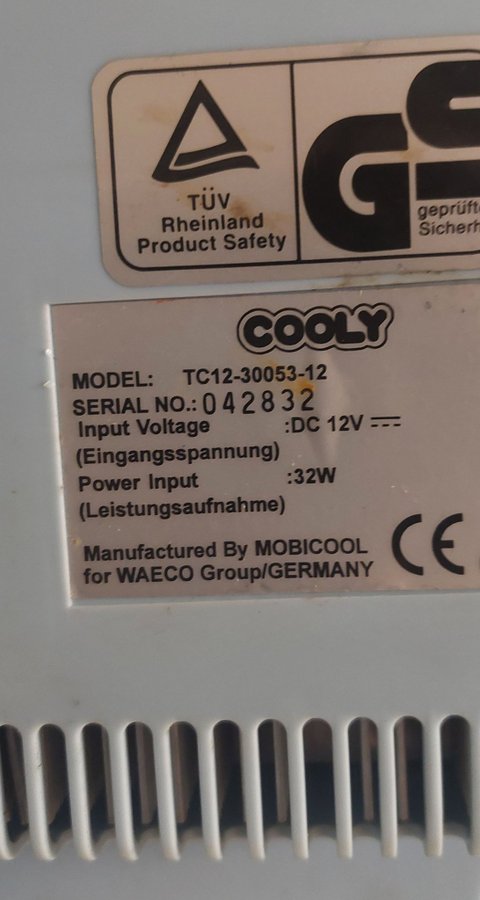 TÜV
Rheinland
Product Safety
GS
geprüfte
Sicherh
COOLY
MODEL: TC12-30053-12
SERIAL NO.: 042832
Input Voltage :DC 12V
(Eingangsspannung)
Power Input :32W
(Leistungsaufnahme)
Manufactured By MOBICOOL
for WAECO Group/GERMANY
CE